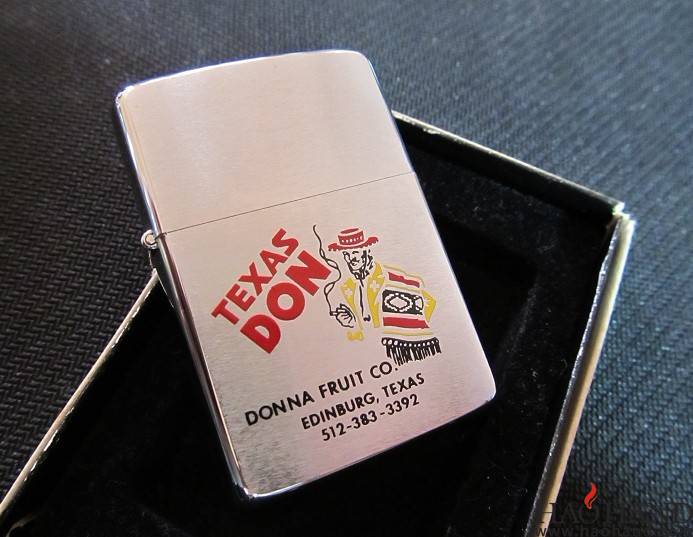 TEXAS
DON
DONNA FRUIT CO.
EDINBURG, TEXAS
512-383-3392